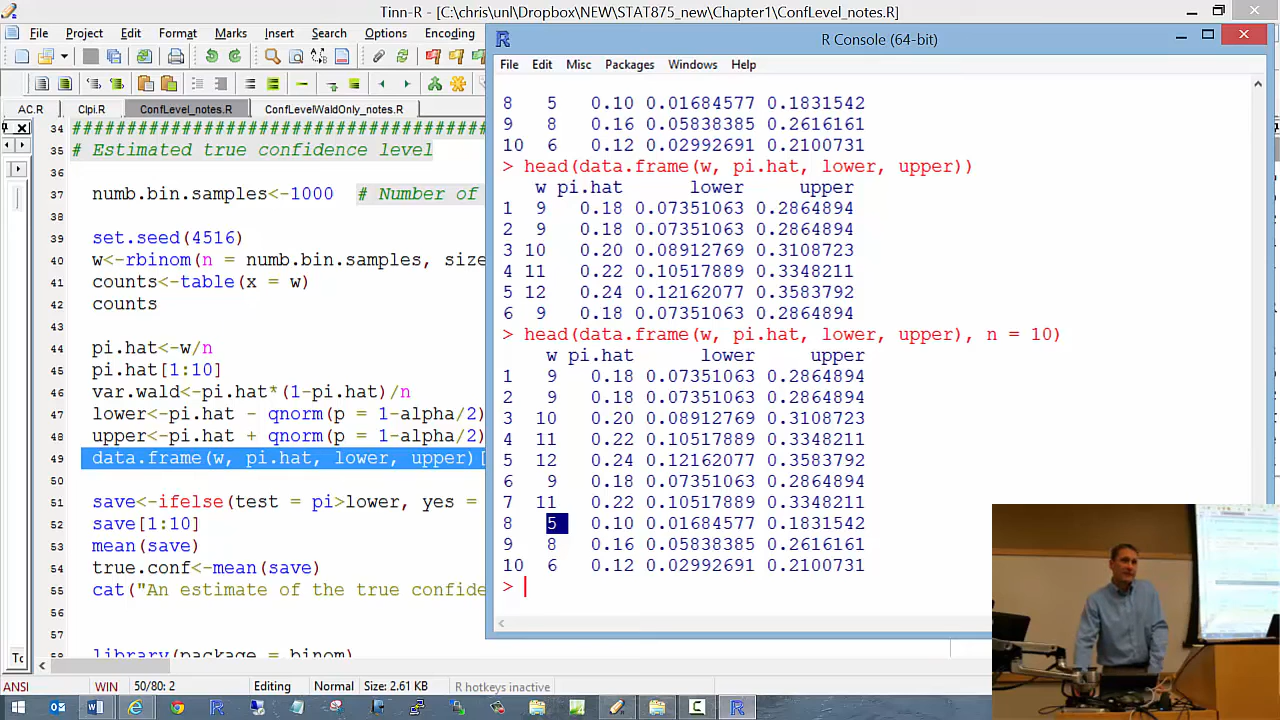 Tinn-R - [C:\chris\unl\Dropbox\NEW\STAT875_new\Chapter1\ConfLevel_notes.R]
File Project Edit Format Marks Insert Search Options Encoding
AC.R CIpi.R ConfLevel_notes.R ConfLevelWaldOnly_notes.R
34 ######################################
35 # Estimated true confidence level
36
37 numb.bin.samples<-1000 # Number of
38
39 set.seed(4516)
40 w<-rbinom(n = numb.bin.samples, size
41 counts<-table(x = w)
42 counts
43
44 pi.hat<-w/n
45 pi.hat[1:10]
46 var.wald<-pi.hat*(1-pi.hat)/n
47 lower<-pi.hat - qnorm(p = 1-alpha/2)
48 upper<-pi.hat + qnorm(p = 1-alpha/2)
49 data.frame(w, pi.hat, lower, upper)[
50
51 save<-ifelse(test = pi>lower, yes =
52 save[1:10]
53 mean(save)
54 true.conf<-mean(save)
55 cat("An estimate of the true confide
56
57
58 library(package = binom)
ANSI WIN 50/80: 2 Editing Normal Size: 2.61 KB R hotkeys inactive
R Console (64-bit)
File Edit Misc Packages Windows Help
8 5 0.10 0.01684577 0.1831542
9 8 0.16 0.05838385 0.2616161
10 6 0.12 0.02992691 0.2100731
> head(data.frame(w, pi.hat, lower, upper))
w pi.hat lower upper
1 9 0.18 0.07351063 0.2864894
2 9 0.18 0.07351063 0.2864894
3 10 0.20 0.08912769 0.3108723
4 11 0.22 0.10517889 0.3348211
5 12 0.24 0.12162077 0.3583792
6 9 0.18 0.07351063 0.2864894
> head(data.frame(w, pi.hat, lower, upper), n = 10)
w pi.hat lower upper
1 9 0.18 0.07351063 0.2864894
2 9 0.18 0.07351063 0.2864894
3 10 0.20 0.08912769 0.3108723
4 11 0.22 0.10517889 0.3348211
5 12 0.24 0.12162077 0.3583792
6 9 0.18 0.07351063 0.2864894
7 11 0.22 0.10517889 0.3348211
8 5 0.10 0.01684577 0.1831542
9 8 0.16 0.05838385 0.2616161
10 6 0.12 0.02992691 0.2100731
>